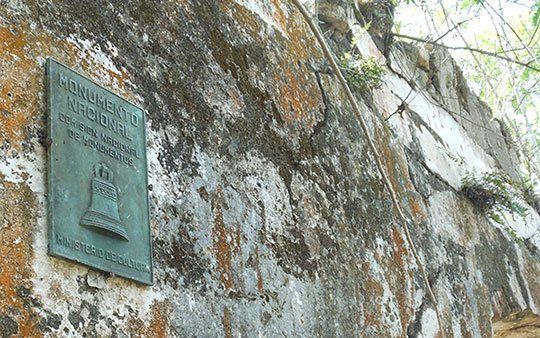 MONUMENTO
NACIONAL
COMISION NACIONAL
DE MONUMENTOS
MINISTERIO DE CULTURA